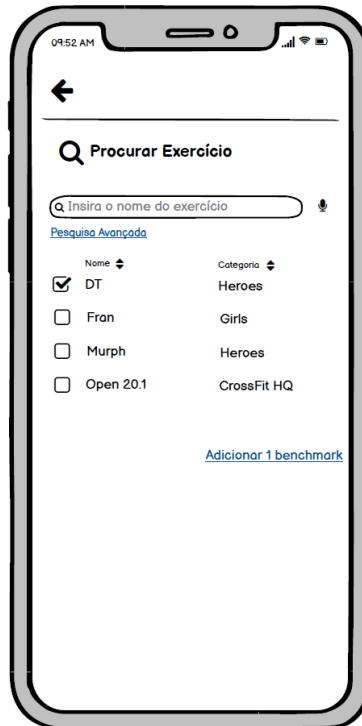 09:52 AM
Procurar Exercício
Insira o nome do exercício
Pesquisa Avançada
Nome Categoria
DT Heroes
Fran Girls
Murph Heroes
Open 20.1 CrossFit HQ
Adicionar 1 benchmark